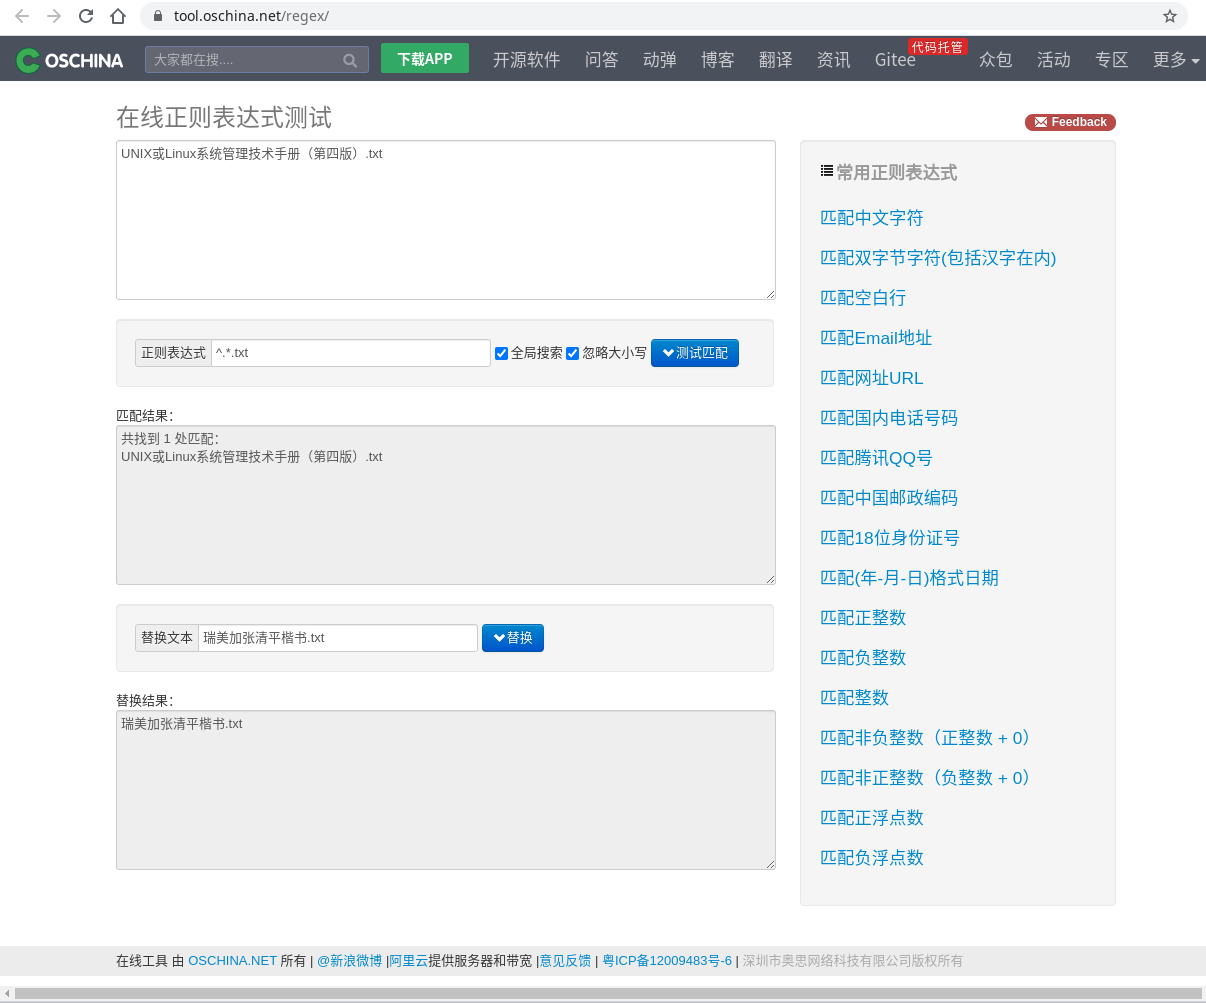 tool.oschina.net/regex/
OSCHINA 大家都在搜.... 下载APP 开源软件 问答 动弹 博客 翻译 资讯 Gitee 代码托管 众包 活动 专区 更多
在线正则表达式测试
Feedback
UNIX或Linux系统管理技术手册（第四版）.txt
正则表达式 ^.*.txt 全局搜索 忽略大小写 测试匹配
匹配结果：
共找到 1 处匹配：
UNIX或Linux系统管理技术手册（第四版）.txt
替换文本 瑞美加张清平楷书.txt 替换
替换结果：
瑞美加张清平楷书.txt
常用正则表达式
匹配中文字符
匹配双字节字符(包括汉字在内)
匹配空白行
匹配Email地址
匹配网址URL
匹配国内电话号码
匹配腾讯QQ号
匹配中国邮政编码
匹配18位身份证号
匹配(年-月-日)格式日期
匹配正整数
匹配负整数
匹配整数
匹配非负整数（正整数 + 0）
匹配非正整数（负整数 + 0）
匹配正浮点数
匹配负浮点数
在线工具 由 OSCHINA.NET 所有 | @新浪微博 |阿里云提供服务器和带宽 |意见反馈 | 粤ICP备12009483号-6 | 深圳市奥思网络科技有限公司版权所有